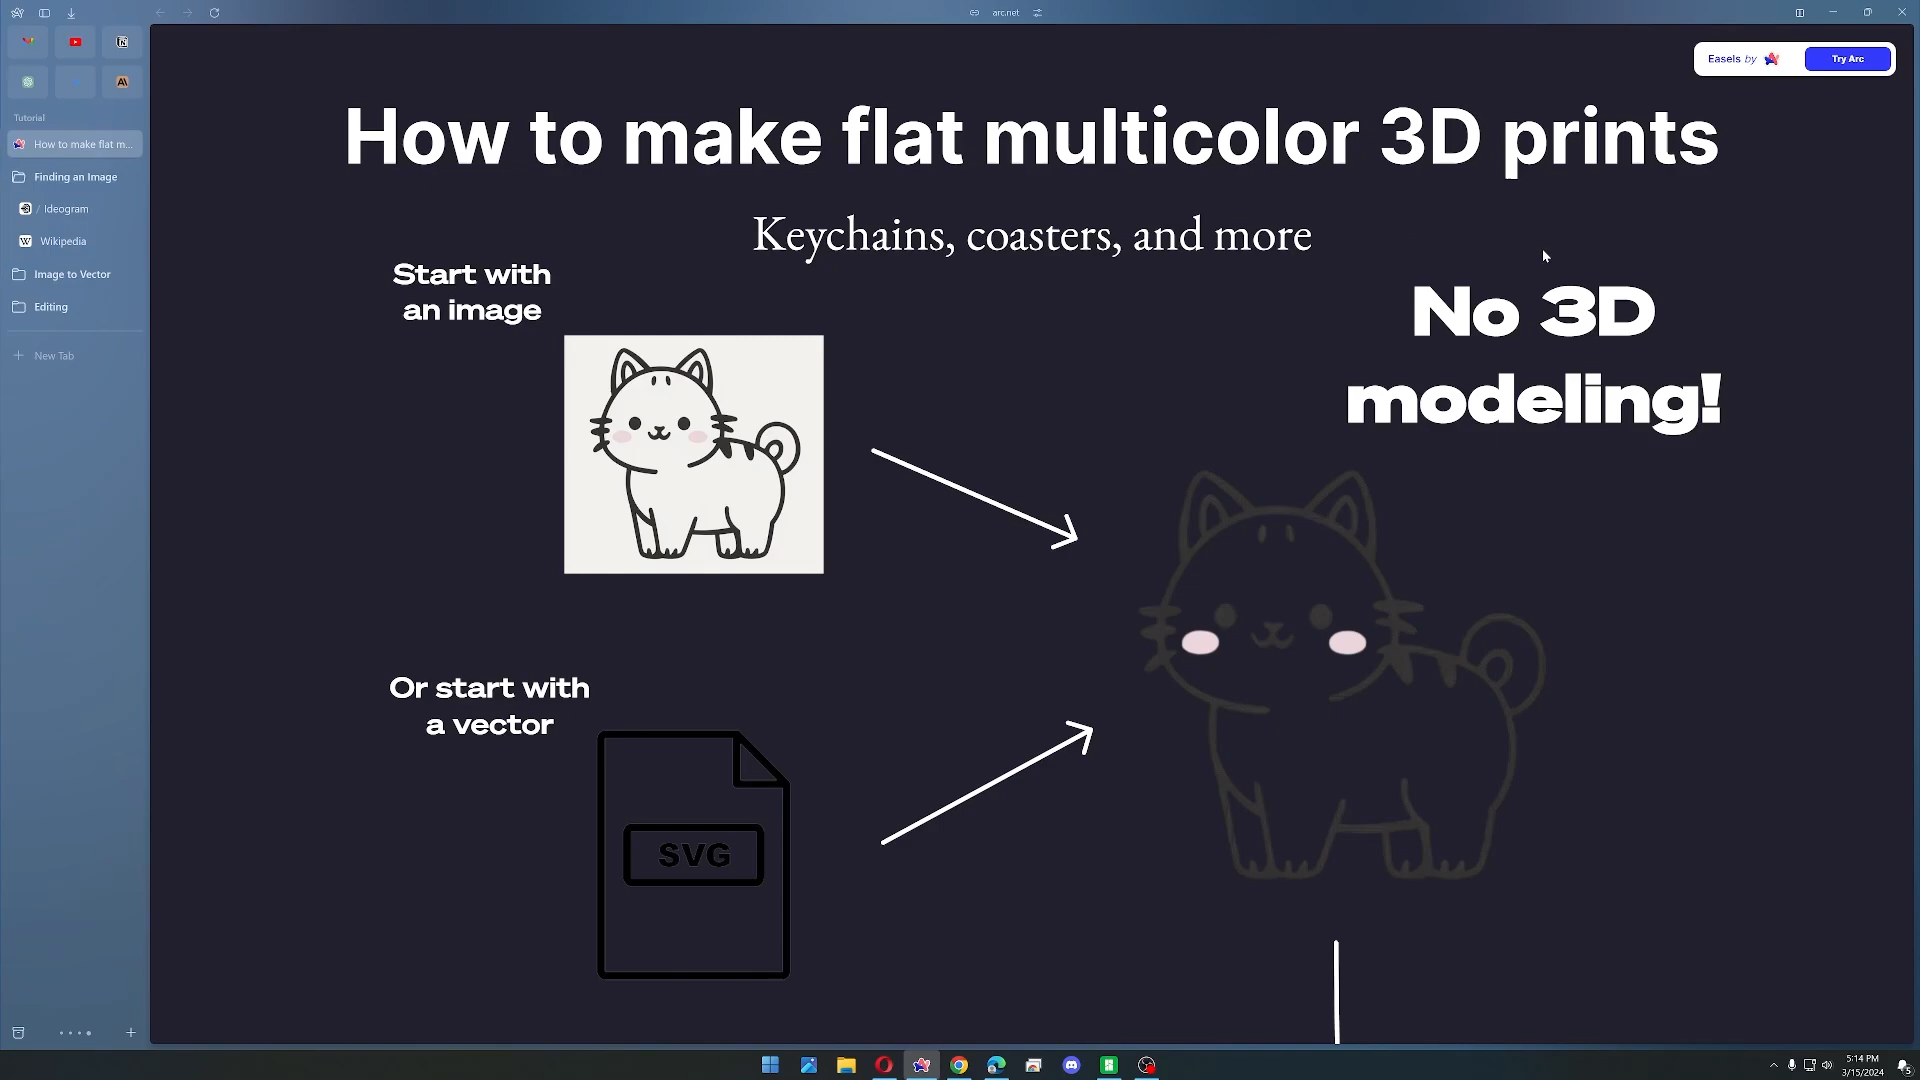 arc.net
Easels by
Try Arc
Tutorial
How to make flat m...
Finding an Image
/ Ideogram
W
Wikipedia
Image to Vector
Editing
New Tab
How to make flat multicolor 3D prints
Keychains, coasters, and more
Start with
an image
No 3D
modeling!
Or start with
a vector
SVG
5:14 PM
3/15/2024
5